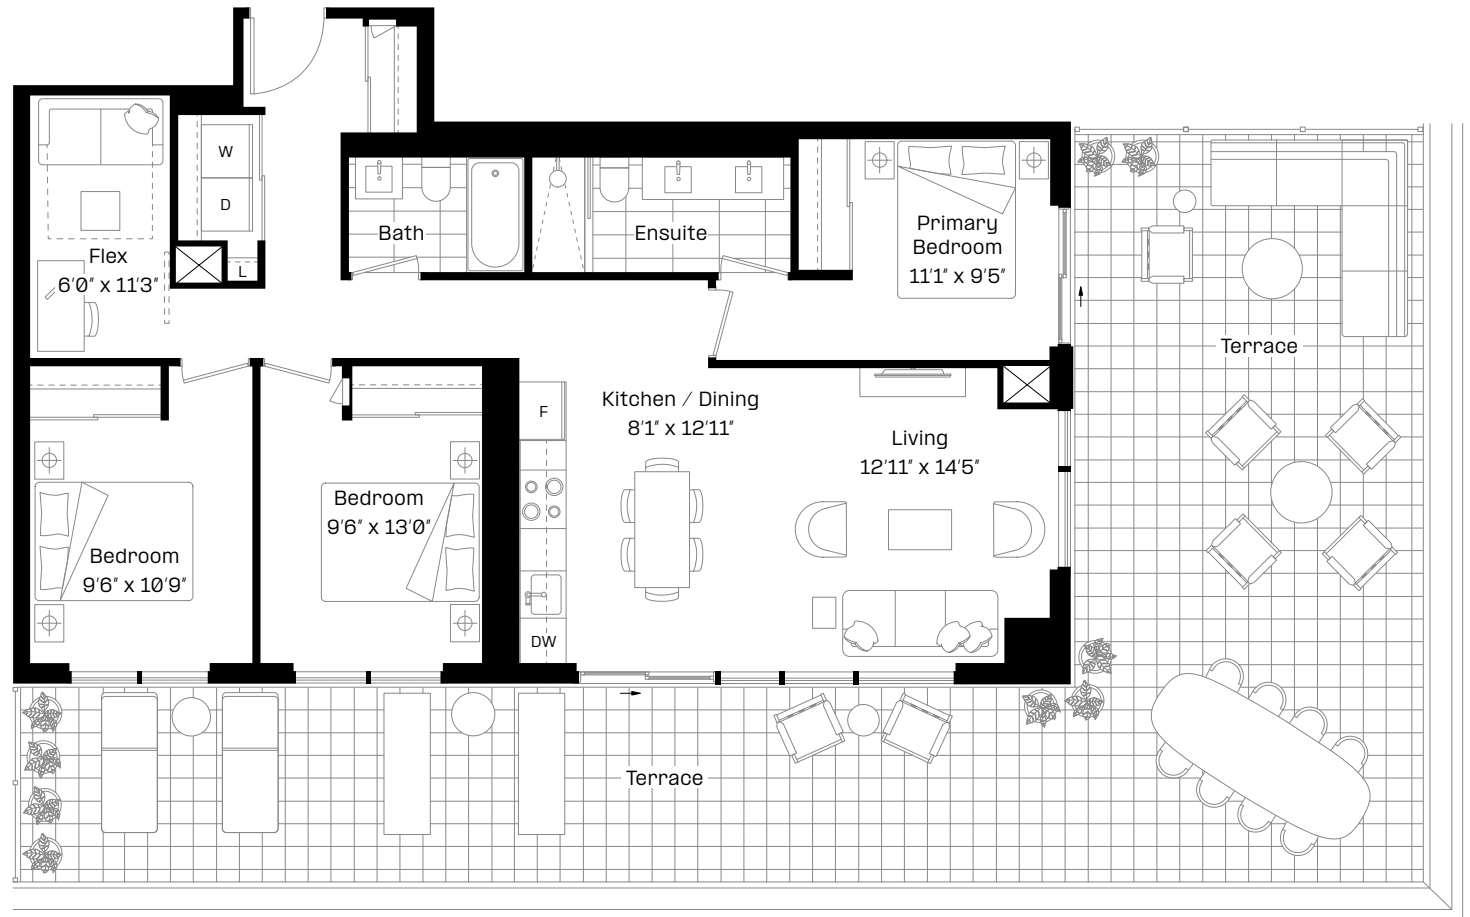 W
D
L
Flex
6'0" x 11'3"
Bath
Ensuite
Primary
Bedroom
11'1" x 9'5"
Terrace
F
Kitchen / Dining
8'1" x 12'11"
Living
12'11" x 14'5"
Bedroom
9'6" x 13'0"
Bedroom
9'6" x 10'9"
DW
Terrace